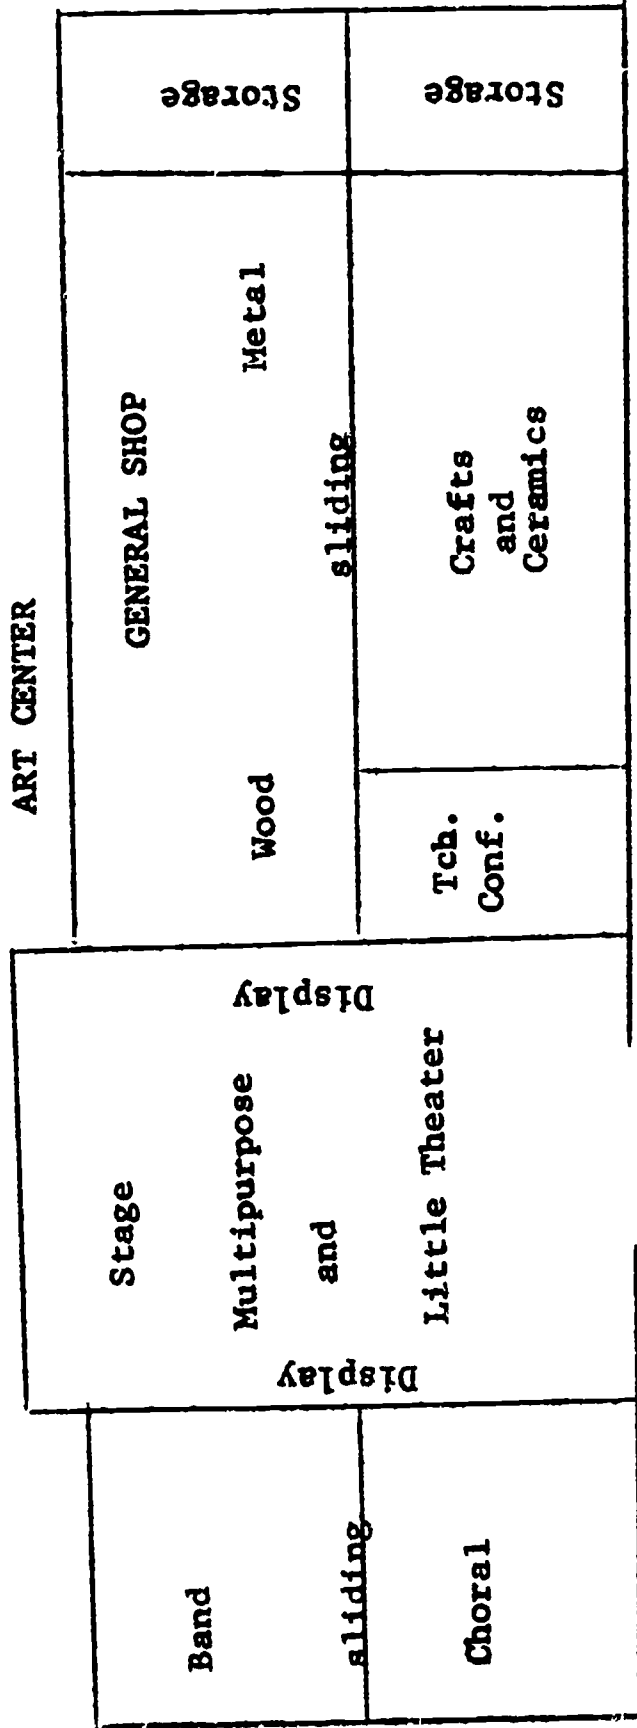 ART CENTER
GENERAL SHOP
Wood
Metal
Storage
sliding
Tch.
Conf.
Crafts
and
Ceramics
Storage
Stage
Multipurpose
and
Little Theater
Display
Display
Band
sliding
Choral